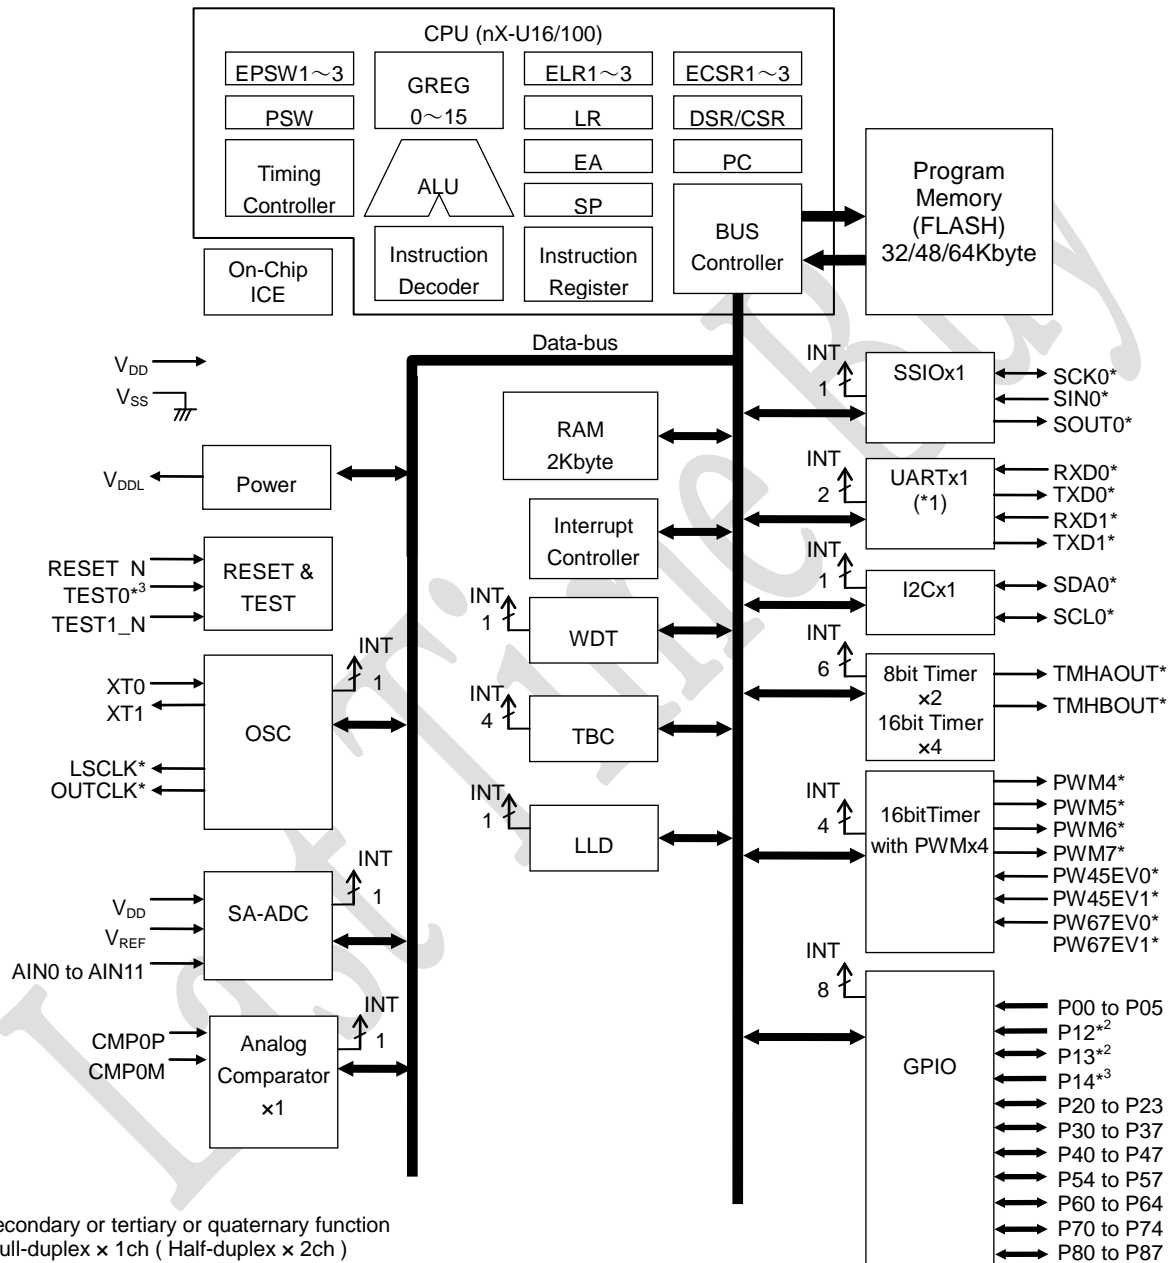 CPU (nX-U16/100)
EPSW1～3
GREG
0～15
ELR1～3
ECSR1～3
PSW
LR
DSR/CSR
Timing
Controller
ALU
EA
PC
SP
BUS
Controller
Program
Memory
(FLASH)
32/48/64Kbyte
On-Chip
ICE
Instruction
Decoder
Instruction
Register
Data-bus
VDD
VSS
VDDL
Power
RESET_N
TEST0*3
TEST1_N
RESET &
TEST
XT0
XT1
LSCLK*
OUTCLK*
OSC
INT
1
VDD
VREF
AIN0 to AIN11
SA-ADC
INT
1
CMP0P
CMP0M
Analog
Comparator
×1
INT
1
RAM
2Kbyte
Interrupt
Controller
INT
1
WDT
INT
4
TBC
INT
1
LLD
INT
1
SSIOx1
SCK0*
SIN0*
SOUT0*
INT
2
UARTx1
(*1)
RXD0*
TXD0*
RXD1*
TXD1*
INT
1
I2Cx1
SDA0*
SCL0*
INT
6
8bit Timer
×2
16bit Timer
×4
TMHAOUT*
TMHBOUT*
INT
4
16bitTimer
with PWMx4
PWM4*
PWM5*
PWM6*
PWM7*
PW45EV0*
PW45EV1*
PW67EV0*
PW67EV1*
INT
8
GPIO
P00 to P05
P12*2
P13*2
P14*3
P20 to P23
P30 to P37
P40 to P47
P54 to P57
P60 to P64
P70 to P74
P80 to P87
econdary or tertiary or quaternary function
ull-duplex × 1ch ( Half-duplex × 2ch )
Last Time Buy